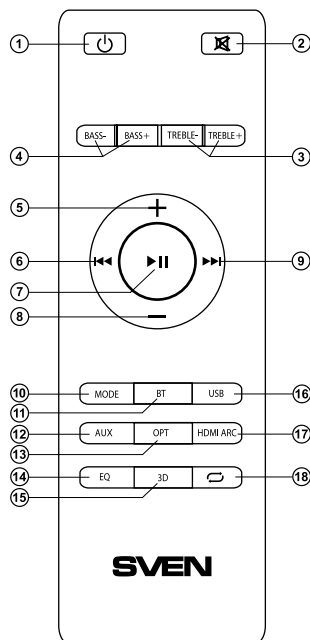 1 2
BASS- BASS+ TREBLE- TREBLE+
4 3
5
6 9
7
8
10 MODE BT USB 16
11
12 AUX OPT HDMI ARC 17
13
14 EQ 3D 18
15
SVEN